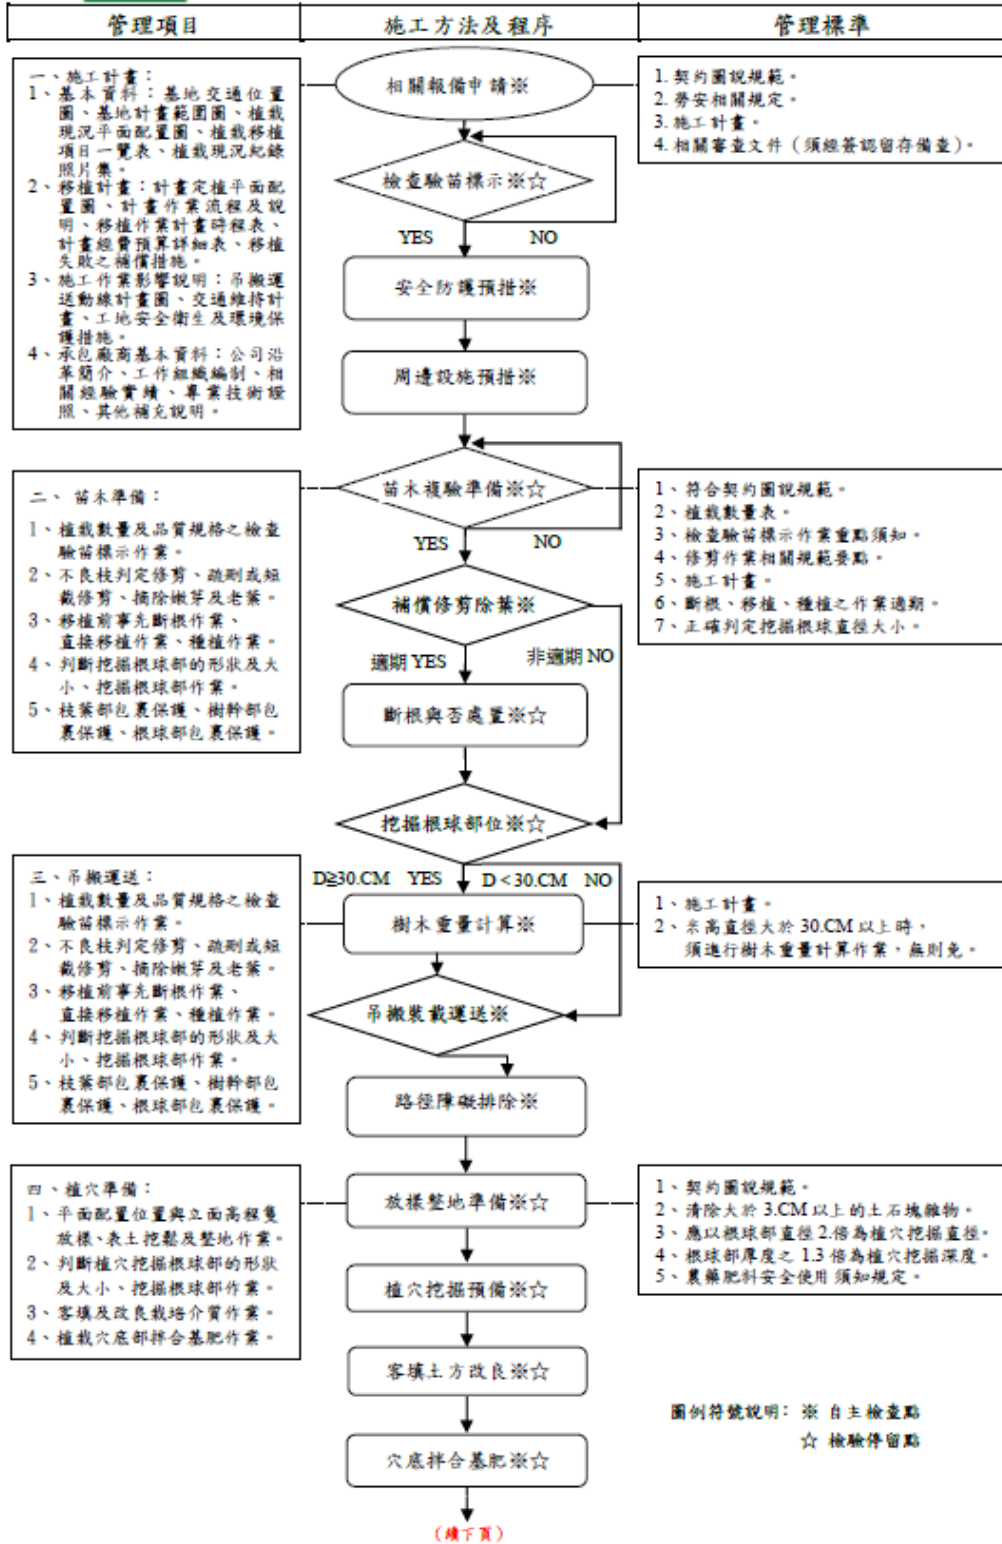 管理項目
施工方法及程序
管理標準
一、施工計畫：
1、基本資料：基地交通位置
圖、基地計畫範圍圖、植栽
現況平面配置圖、植栽移植
項目一覽表、植栽現況紀錄
照片集。
2、移植計畫：計畫定植平面配
置圖、計畫作業流程及說
明、移植作業計畫時程表、
計畫經費預算詳細表、移植
失敗之補償措施。
3、施工作業影響說明：吊搬運
送動線計畫圖、交通維持計
畫、工地安全衛生及環境保
護措施。
4、承包廠商基本資料：公司沿
革簡介、工作組織編制、相
關經驗實績、專業技術證
照、其他補充說明。
相關報備申請※
1. 契約圖說規範。
2. 勞安相關規定。
3. 施工計畫。
4. 相關審查文件（須經簽認留存備查）。
檢查驗苗標示※☆
YES
NO
安全防護預措※
周邊設施預措※
二、 苗木準備：
1、植栽數量及品質規格之檢查
驗苗標示作業。
2、不良枝判定修剪、疏刪或短
截修剪、摘除嫩芽及老葉。
3、移植前事先斷根作業、
直接移植作業、種植作業。
4、判斷挖掘根球部的形狀及大
小、挖掘根球部作業。
5、枝葉部包裹保護、樹幹部包
裹保護、根球部包裹保護。
苗木複驗準備※☆
YES
NO
1、符合契約圖說規範。
2、植栽數量表。
3、檢查驗苗標示作業重點須知。
4、修剪作業相關規範要點。
5、施工計畫。
6、斷根、移植、種植之作業適期。
7、正確判定挖掘根球直徑大小。
補償修剪除葉※
適期 YES
非適期 NO
斷根與否處置※☆
挖掘根球部位※☆
D≧30.CM YES
D＜30.CM NO
三、吊搬運送：
1、植栽數量及品質規格之檢查
驗苗標示作業。
2、不良枝判定修剪、疏刪或短
截修剪、摘除嫩芽及老葉。
3、移植前事先斷根作業、
直接移植作業、種植作業。
4、判斷挖掘根球部的形狀及大
小、挖掘根球部作業。
5、枝葉部包裹保護、樹幹部包
裹保護、根球部包裹保護。
樹木重量計算※
1、施工計畫。
2、米高直徑大於 30.CM 以上時，
須進行樹木重量計算作業，無則免。
吊搬裝載運送※
路徑障礙排除※
四、植穴準備：
1、平面配置位置與立面高程雙
放樣、表土挖鬆及整地作業。
2、判斷植穴挖掘根球部的形狀
及大小、挖掘根球部作業。
3、客填及改良栽培介質作業。
4、植栽穴底部拌合基肥作業。
放樣整地準備※☆
1、契約圖說規範。
2、清除大於 3.CM 以上的土石塊雜物。
3、應以根球部直徑 2.倍為植穴挖掘直徑。
4、根球部厚度之 1.3 倍為植穴挖掘深度。
5、農藥肥料安全使用須知規定。
植穴挖掘預備※☆
客填土方改良※☆
穴底拌合基肥※☆
圖例符號說明：※ 自主檢查點
☆ 檢驗停留點
(續下頁)